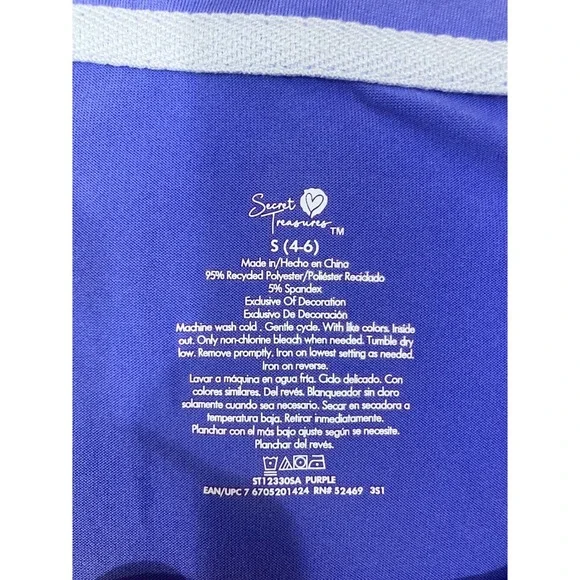 Secret
Treasures™
S (4-6)
Made in/Hecho en China
95% Recycled Polyester/Poliéster Reciclado
5% Spandex
Exclusive Of Decoration
Exclusivo De Decoración
Machine wash cold . Gentle cycle. With like colors. Inside
out. Only non-chlorine bleach when needed. Tumble dry
low. Remove promptly. Iron on lowest setting as needed.
Iron on reverse.
Lavar a máquina en agua fría. Ciclo delicado. Con
colores similares. Del revés. Blanqueador sin cloro
solamente cuando sea necesario. Secar en secadora a
temperatura baja. Retirar inmediatamente.
Planchar con el más bajo ajuste según se necesite.
Planchar del revés.
ST12330SA PURPLE
EAN/UPC 7 6705201424 RN# 52469 3S1